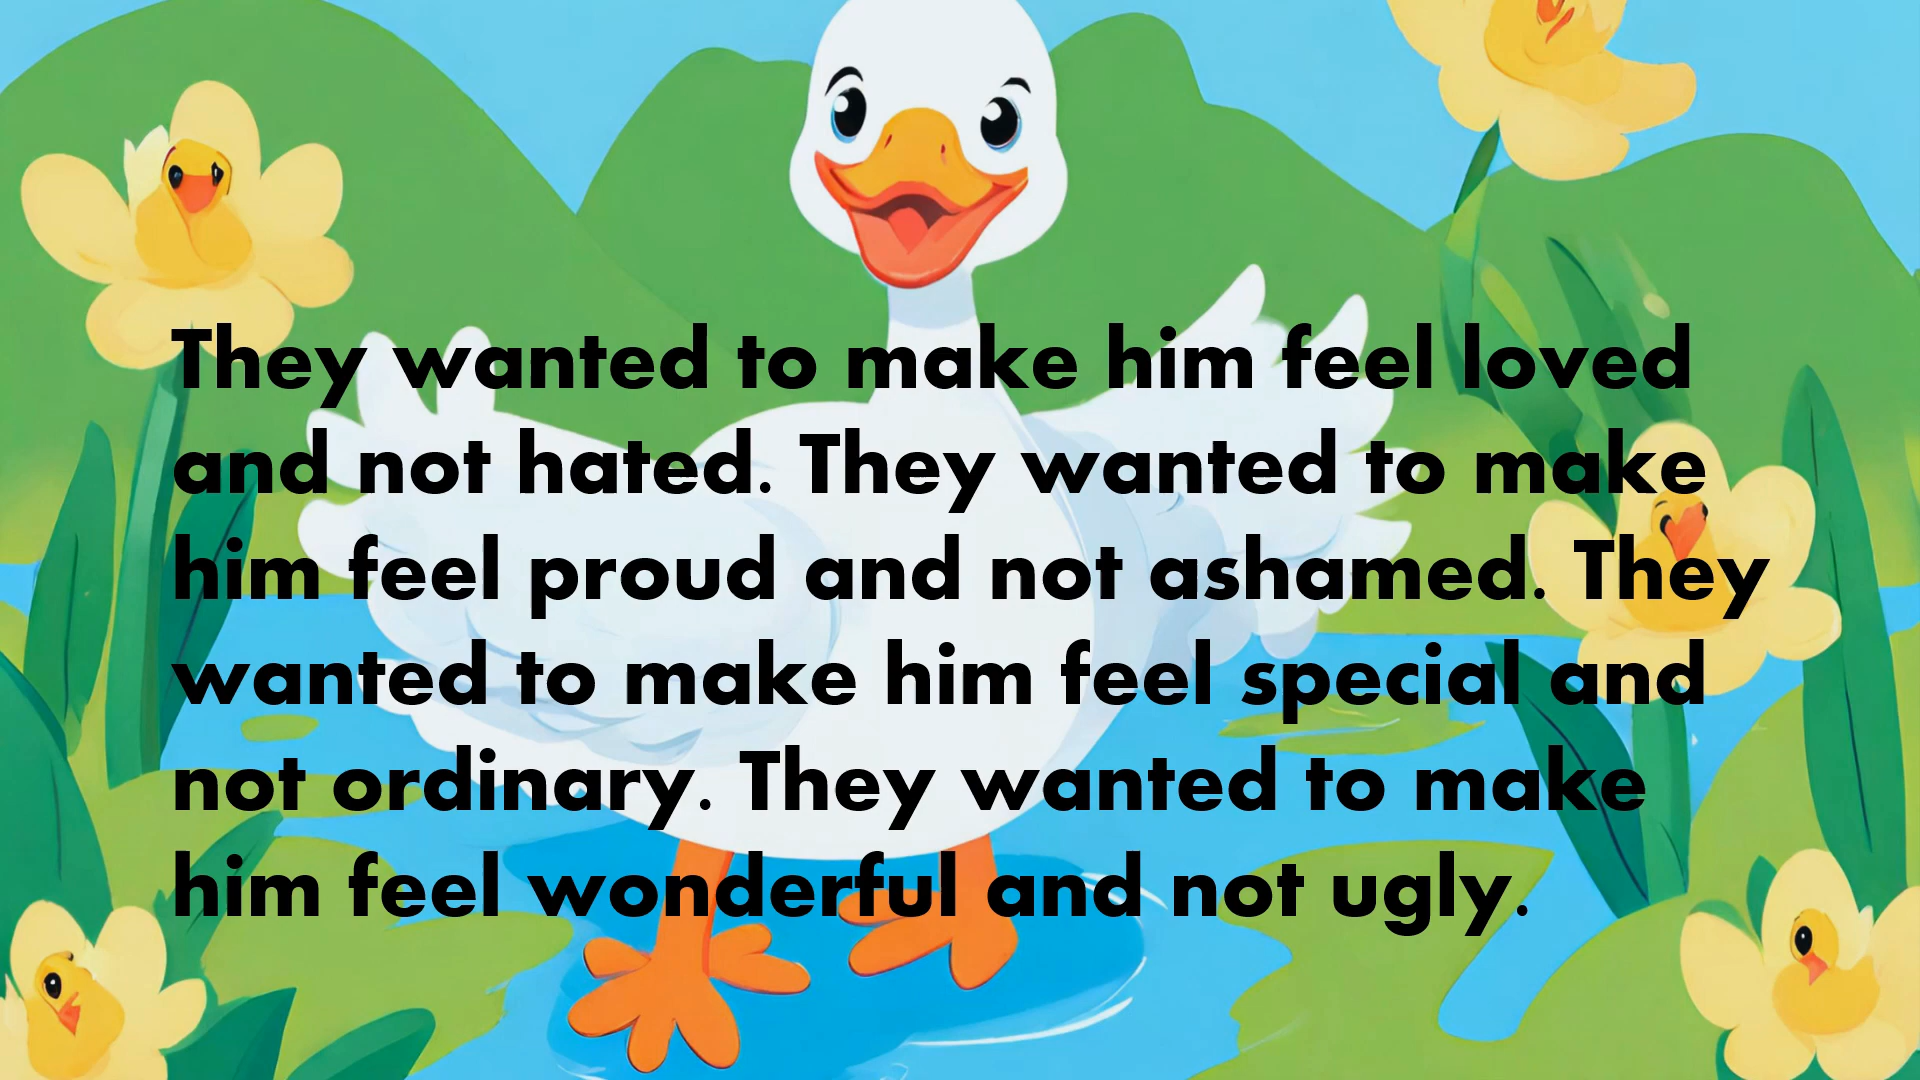 They wanted to make him feel loved
and not hated. They wanted to make
him feel proud and not ashamed. They
wanted to make him feel special and
not ordinary. They wanted to make
him feel wonderful and not ugly.